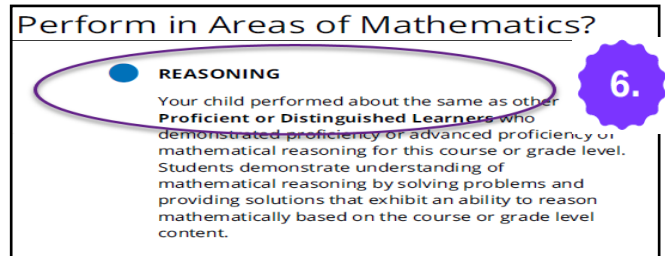 Perform in Areas of Mathematics?
REASONING
6.
Your child performed about the same as other
Proficient or Distinguished Learners who
demonstrated proficiency or advanced proficiency of
mathematical reasoning for this course or grade level.
Students demonstrate understanding of
mathematical reasoning by solving problems and
providing solutions that exhibit an ability to reason
mathematically based on the course or grade level
content.